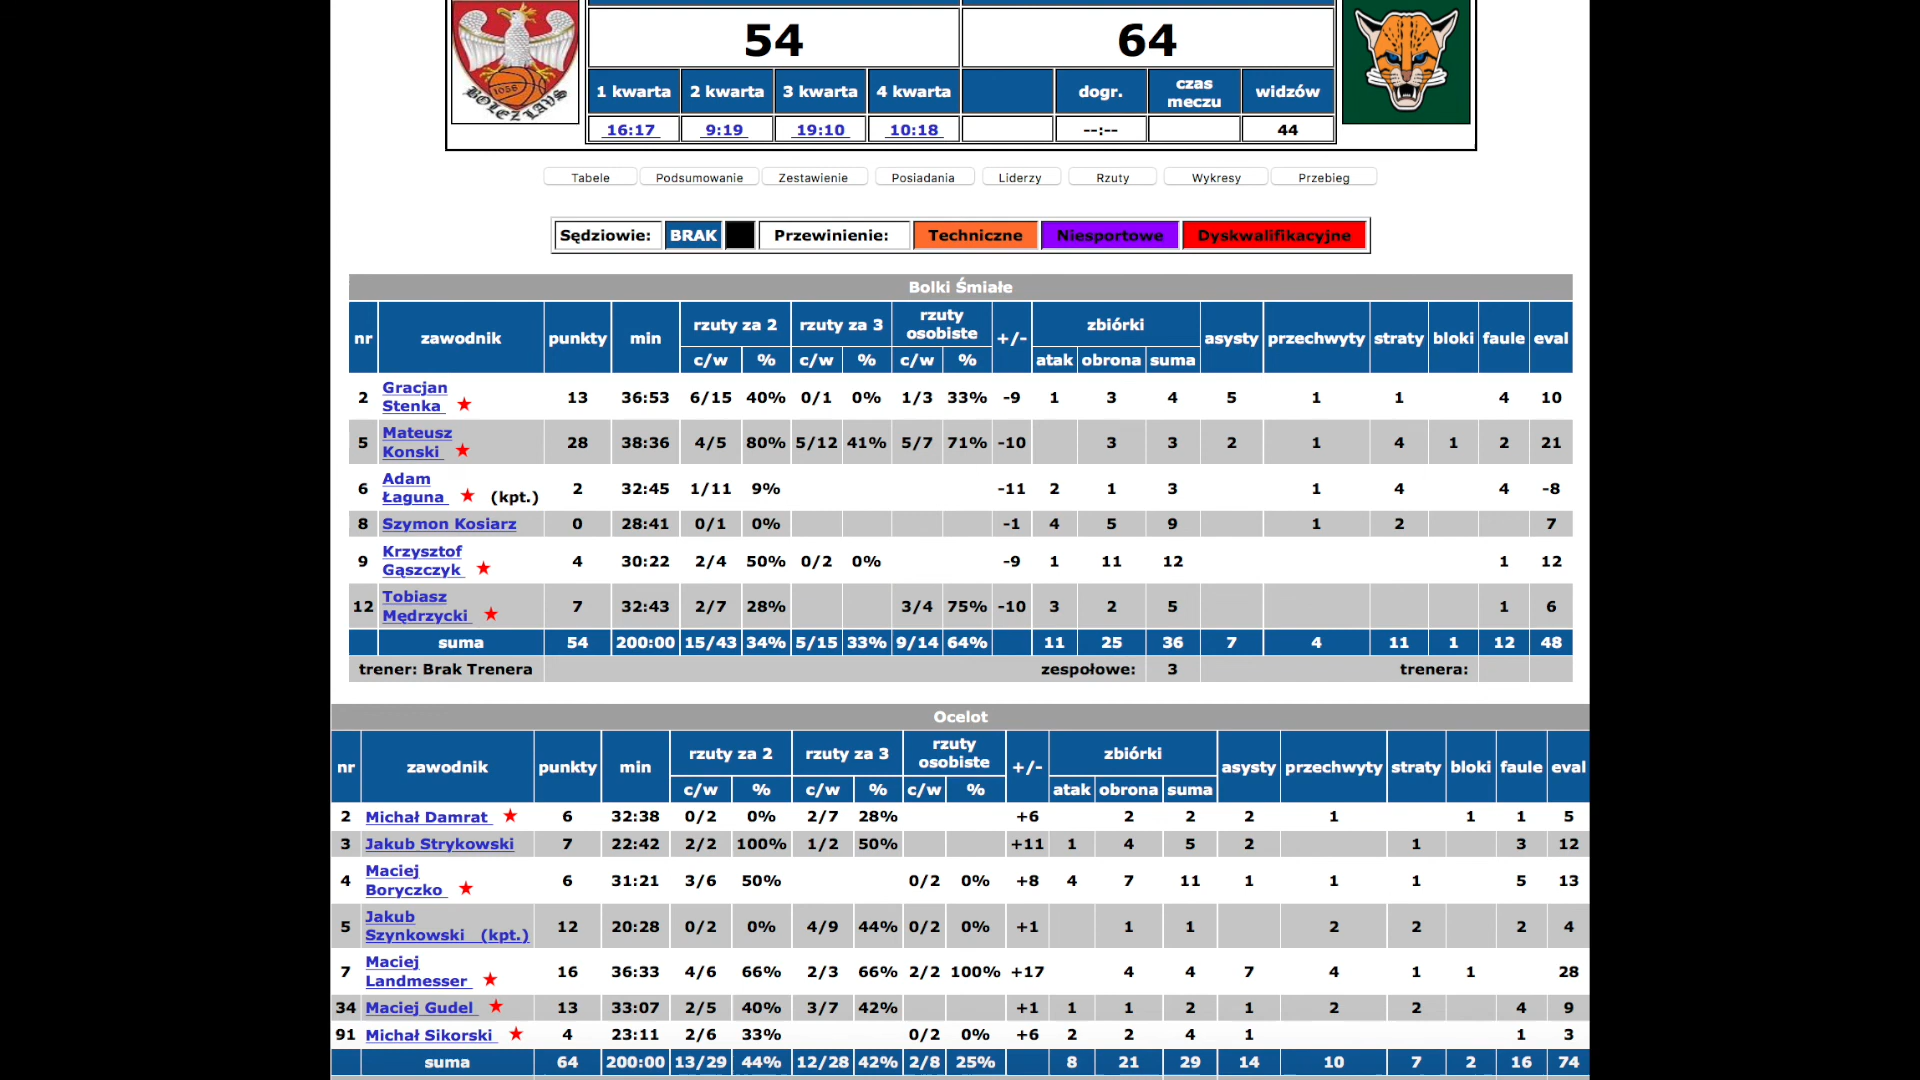 54 64
1056
BOLEZLAVS
1 kwarta 2 kwarta 3 kwarta 4 kwarta dogr. czas meczu widzów
16:17 9:19 19:10 10:18 --:-- 44
Tabele Podsumowanie Zestawienie Posiadania Liderzy Rzuty Wykresy Przebieg
Sędziowie: BRAK Przewinienie: Techniczne Niesportowe Dyskwalifikacyjne
Bolki Śmiałe
nr zawodnik punkty min rzuty za 2 rzuty za 3 rzuty osobiste +/- zbiórki asysty przechwyty straty bloki faule eval
c/w % c/w % c/w % atak obrona suma
2 Gracjan Stenka ★ 13 36:53 6/15 40% 0/1 0% 1/3 33% -9 1 3 4 5 1 1 4 10
5 Mateusz Konski ★ 28 38:36 4/5 80% 5/12 41% 5/7 71% -10 3 3 2 1 4 1 2 21
6 Adam Łaguna ★ (kpt.) 2 32:45 1/11 9% -11 2 1 3 1 4 4 -8
8 Szymon Kosiarz 0 28:41 0/1 0% -1 4 5 9 1 2 7
9 Krzysztof Gąszczyk ★ 4 30:22 2/4 50% 0/2 0% -9 1 11 12 1 12
12 Tobiasz Mędrzycki ★ 7 32:43 2/7 28% 3/4 75% -10 3 2 5 1 6
suma 54 200:00 15/43 34% 5/15 33% 9/14 64% 11 25 36 7 4 11 1 12 48
trener: Brak Trenera zespołowe: 3 trenera:
Ocelot
nr zawodnik punkty min rzuty za 2 rzuty za 3 rzuty osobiste +/- zbiórki asysty przechwyty straty bloki faule eval
c/w % c/w % c/w % atak obrona suma
2 Michał Damrat ★ 6 32:38 0/2 0% 2/7 28% +6 2 2 2 1 1 1 5
3 Jakub Strykowski 7 22:42 2/2 100% 1/2 50% +11 1 4 5 2 1 3 12
4 Maciej Boryczko ★ 6 31:21 3/6 50% 0/2 0% +8 4 7 11 1 1 1 5 13
5 Jakub Szynkowski (kpt.) 12 20:28 0/2 0% 4/9 44% 0/2 0% +1 1 1 2 2 2 4
7 Maciej Landmesser ★ 16 36:33 4/6 66% 2/3 66% 2/2 100% +17 4 4 7 4 1 1 28
34 Maciej Gudel ★ 13 33:07 2/5 40% 3/7 42% +1 1 1 2 1 2 2 4 9
91 Michał Sikorski ★ 4 23:11 2/6 33% 0/2 0% +6 2 2 4 1 1 3
suma 64 200:00 13/29 44% 12/28 42% 2/8 25% 8 21 29 14 10 7 2 16 74